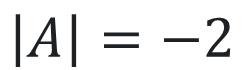 |A| = −2